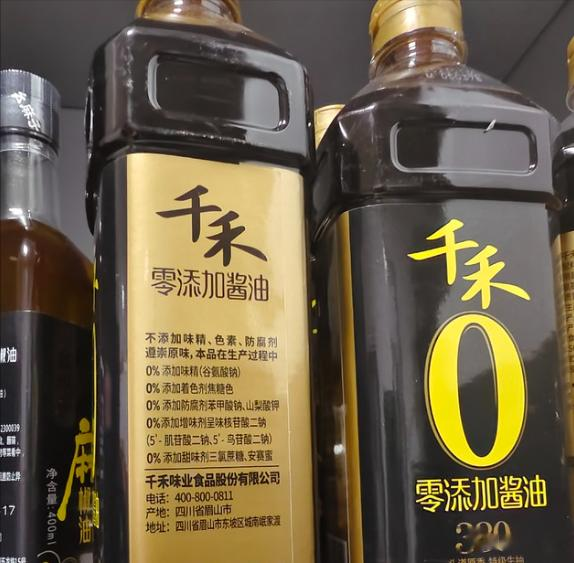 千禾
零添加酱油
不添加味精、色素、防腐剂
遵崇原味,本品在生产过程中
0%添加味精(谷氨酸钠)
0%添加着色剂焦糖色
0%添加防腐剂苯甲酸钠、山梨酸钾
0%添加增味剂呈味核苷酸二钠
(5'-肌苷酸二钠、5'-鸟苷酸二钠)
0%添加甜味剂三氯蔗糖、安赛蜜
千禾味业食品股份有限公司
电话:400-800-0811
产地:四川省眉山市
地址:四川省眉山市东坡区城南岷家渡
千禾
0
零添加酱油
380
特级生抽
净含量:400ml